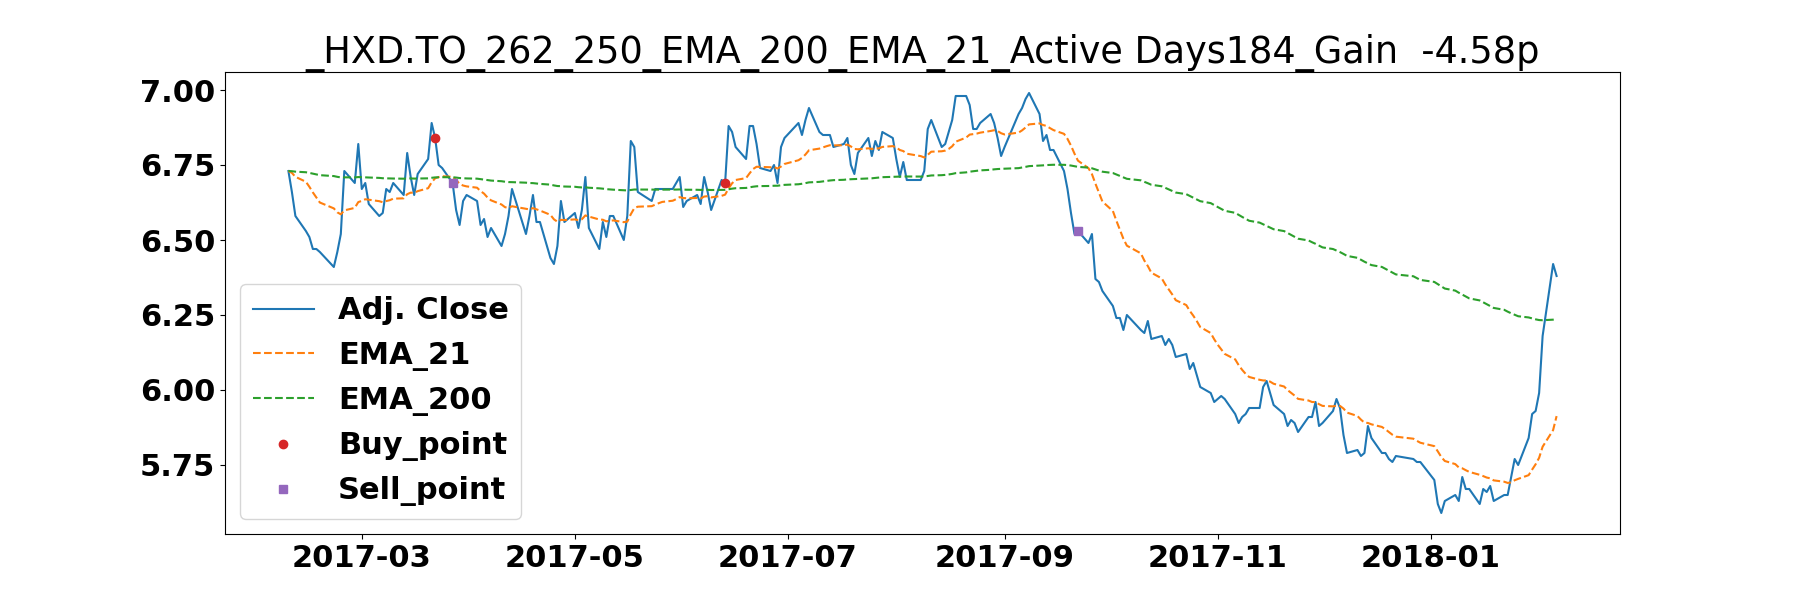 _HXD.TO_262_250_EMA_200_EMA_21_Active Days184_Gain  -4.58p
7.00
6.75
6.50
6.25
6.00
5.75
Adj. Close
EMA_21
EMA_200
Buy_point
Sell_point
2017-03 2017-05 2017-07 2017-09 2017-11 2018-01